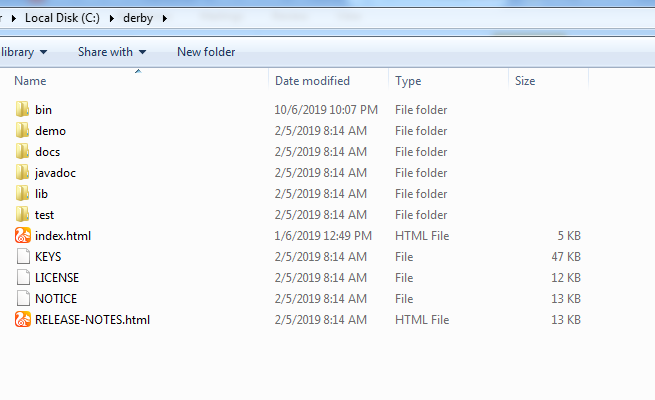 r Local Disk (C:) derby
library Share with New folder
Name Date modified Type Size
bin 10/6/2019 10:07 PM File folder
demo 2/5/2019 8:14 AM File folder
docs 2/5/2019 8:14 AM File folder
javadoc 2/5/2019 8:14 AM File folder
lib 2/5/2019 8:14 AM File folder
test 2/5/2019 8:14 AM File folder
index.html 1/6/2019 12:49 PM HTML File 5 KB
KEYS 2/5/2019 8:14 AM File 47 KB
LICENSE 2/5/2019 8:14 AM File 12 KB
NOTICE 2/5/2019 8:14 AM File 13 KB
RELEASE-NOTES.html 2/5/2019 8:14 AM HTML File 13 KB